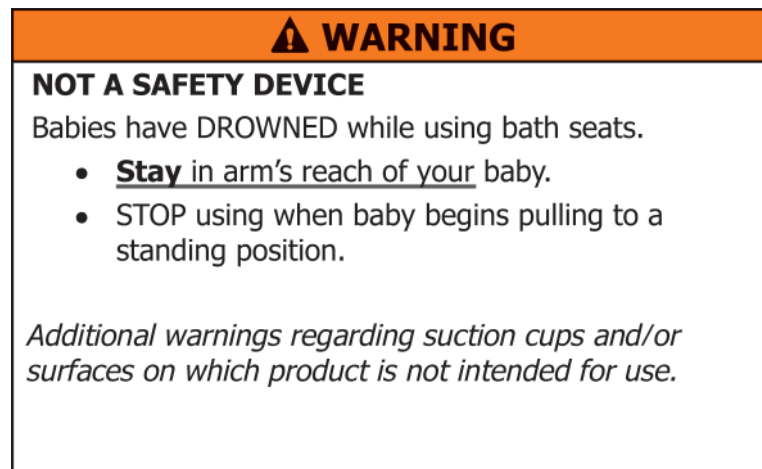 ⚠ WARNING
NOT A SAFETY DEVICE
Babies have DROWNED while using bath seats.
• Stay in arm's reach of your baby.
• STOP using when baby begins pulling to a
standing position.
Additional warnings regarding suction cups and/or
surfaces on which product is not intended for use.